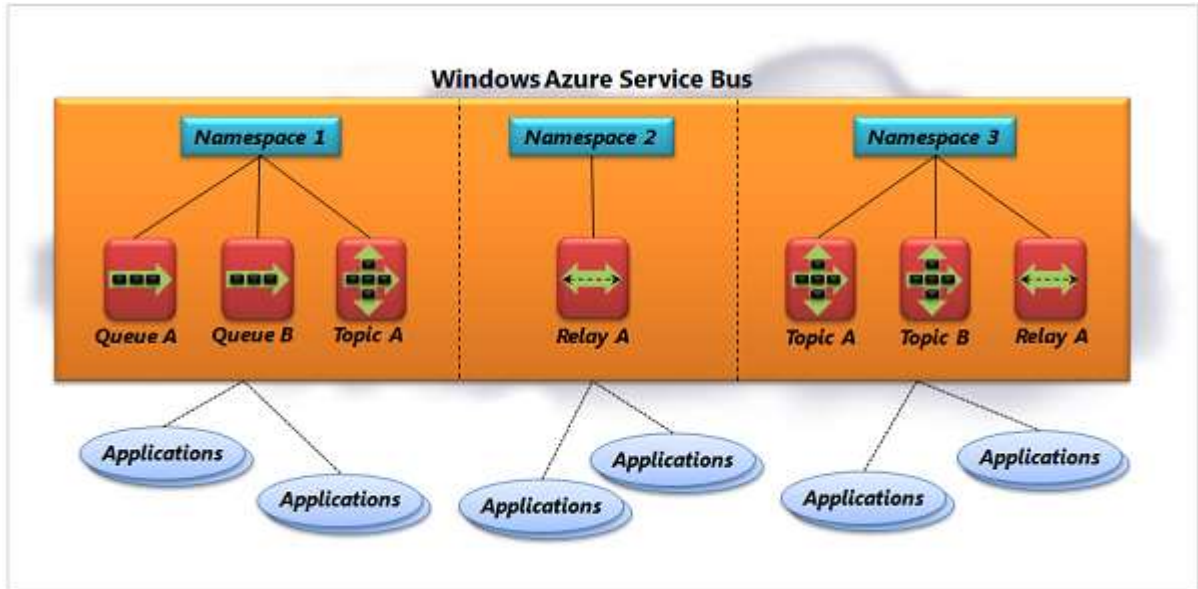 Windows Azure Service Bus
Namespace 1
Namespace 2
Namespace 3
Queue A
Queue B
Topic A
Relay A
Topic A
Topic B
Relay A
Applications
Applications
Applications
Applications
Applications
Applications